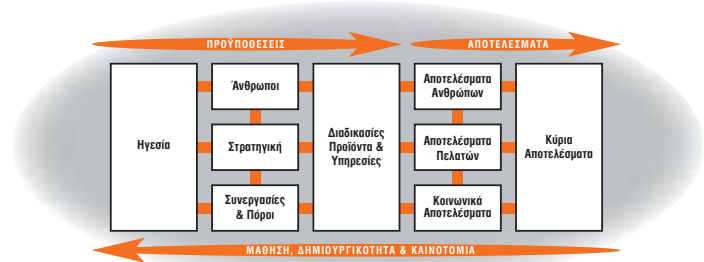 ΠΡΟΫΠΟΘΕΣΕΙΣ
ΑΠΟΤΕΛΕΣΜΑΤΑ
Ηγεσία
Άνθρωποι
Στρατηγική
Συνεργασίες
& Πόροι
Διαδικασίες
Προϊόντα &
Υπηρεσίες
Αποτελέσματα
Ανθρώπων
Αποτελέσματα
Πελατών
Κοινωνικά
Αποτελέσματα
Κύρια
Αποτελέσματα
ΜΑΘΗΣΗ, ΔΗΜΙΟΥΡΓΙΚΟΤΗΤΑ & ΚΑΙΝΟΤΟΜΙΑ